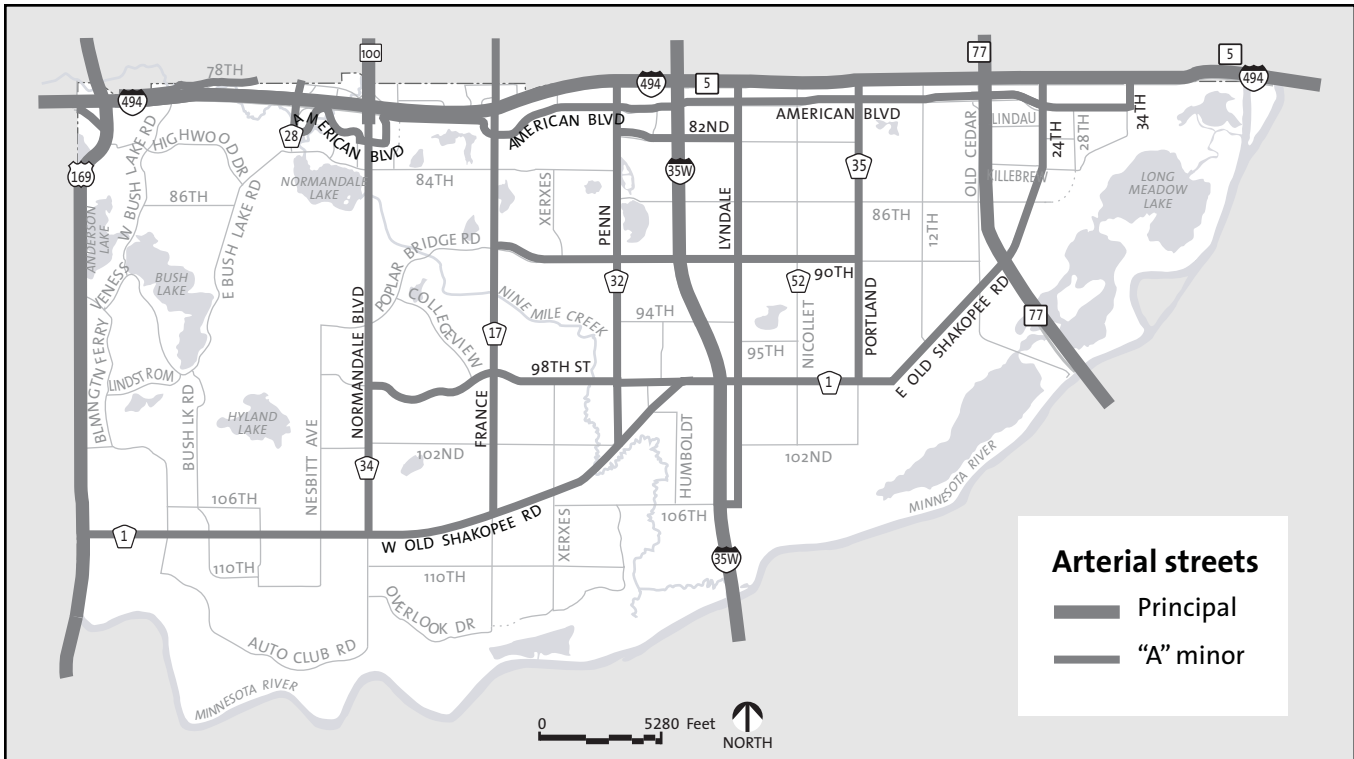 78TH
100
77
5
494
5
494
494
28
AMERICAN BLVD
AMERICAN BLVD
AMERICAN BLVD
82ND
LINDAU
24TH
28TH
34TH
169
W BUSH LAKE RD
HIGHWOOD DR
NORMANDALE
LAKE
84TH
35W
35
OLD CEDAR
KILLEBREW
LONG
MEADOW
LAKE
86TH
E BUSH LAKE RD
XERXES
PENN
LYNDALE
86TH
12TH
ANDERSON
LAKE
VENESS
BUSH
LAKE
POPLAR BRIDGE RD
32
52
90TH
COLLEGEVIEW
NINE MILE CREEK
94TH
NICOLLET
PORTLAND
77
NORMANDALE BLVD
17
95TH
E OLD SHAKOPEE RD
BLMNGTN FERRY
LINDSTROM
98TH ST
1
BUSH LK RD
HYLAND
LAKE
NESBITT AVE
FRANCE
HUMBOLDT
34
102ND
102ND
MINNESOTA RIVER
106TH
106TH
1
W OLD SHAKOPEE RD
XERXES
35W
110TH
110TH
OVERLOOK DR
AUTO CLUB RD
MINNESOTA RIVER
Arterial streets
Principal
“A” minor
0 5280 Feet
NORTH